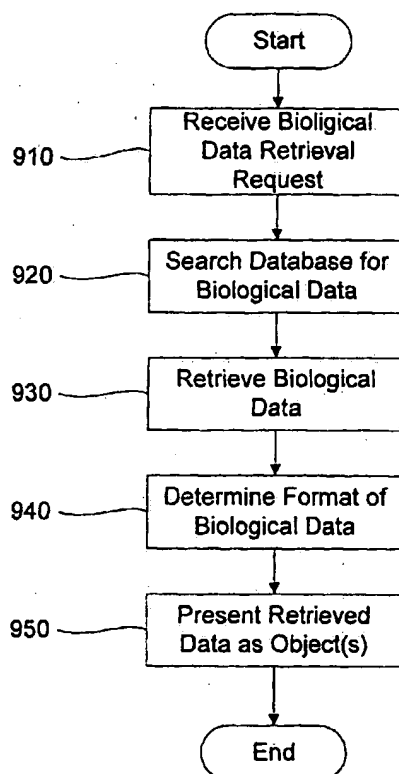 Start
910
Receive Bioligical
Data Retrieval
Request
920
Search Database for
Biological Data
930
Retrieve Biological
Data
940
Determine Format of
Biological Data
950
Present Retrieved
Data as Object(s)
End